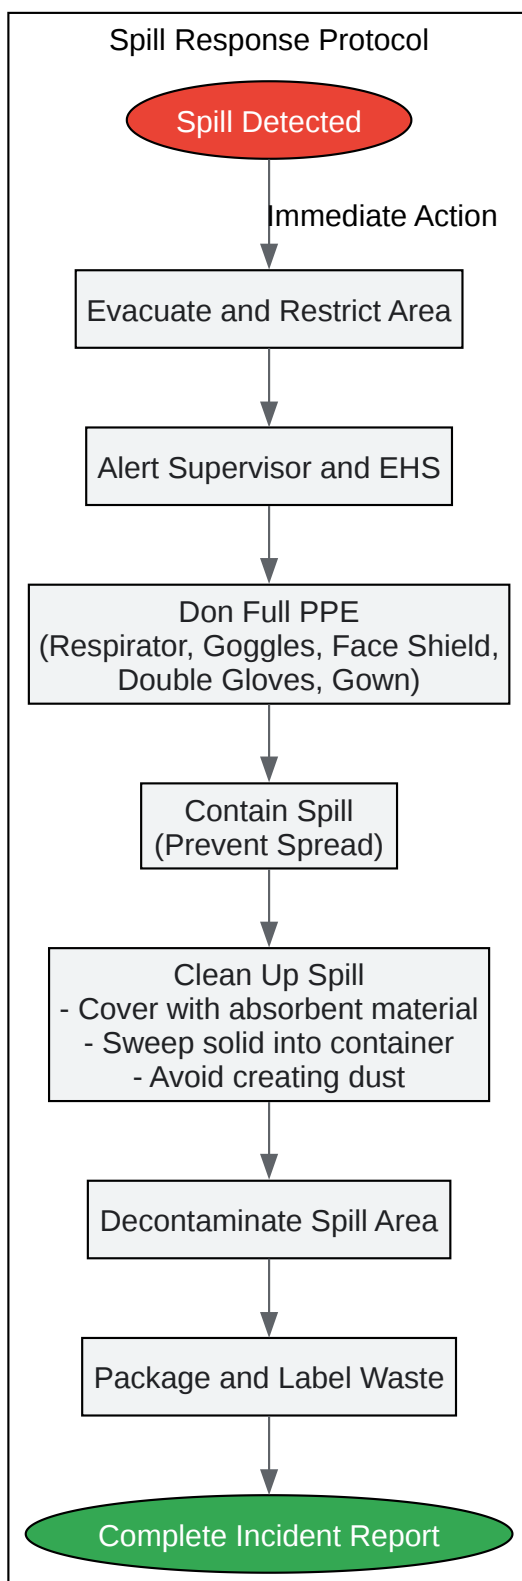 Spill Response Protocol
Spill Detected
Immediate Action
Evacuate and Restrict Area
Alert Supervisor and EHS
Don Full PPE
(Respirator, Goggles, Face Shield,
Double Gloves, Gown)
Contain Spill
(Prevent Spread)
Clean Up Spill
- Cover with absorbent material
- Sweep solid into container
- Avoid creating dust
Decontaminate Spill Area
Package and Label Waste
Complete Incident Report